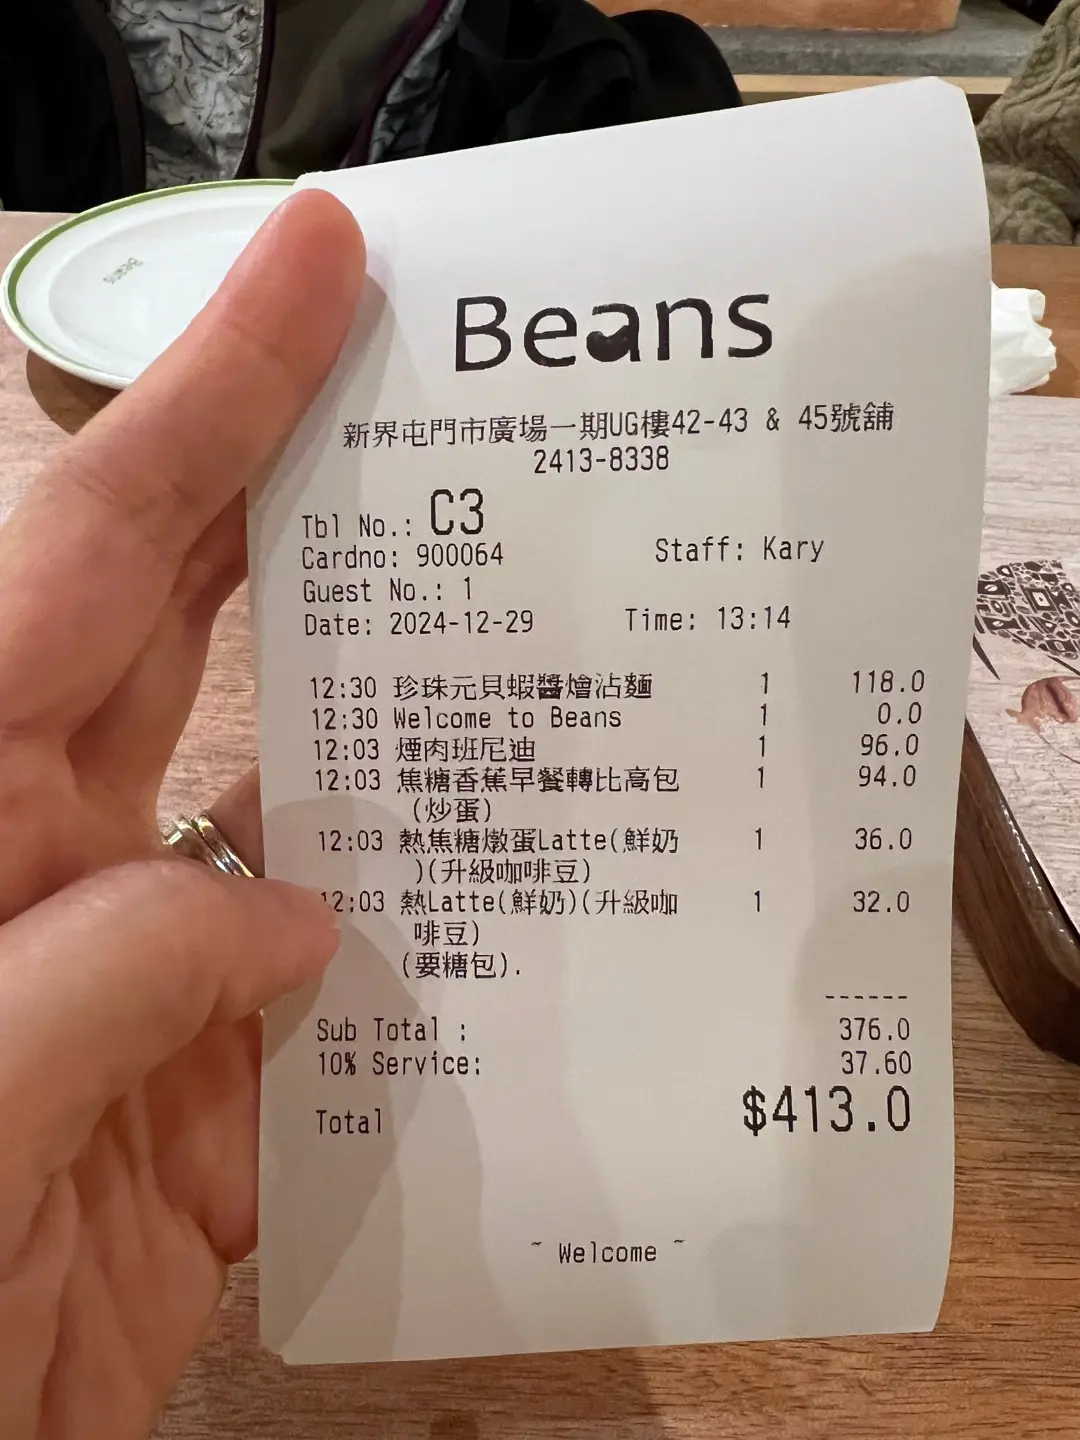 Beans
Beans
新界屯門市廣場一期UG樓42-43 & 45號舖
2413-8338
Tbl No.: C3
Cardno: 900064 Staff: Kary
Guest No.: 1
Date: 2024-12-29 Time: 13:14
12:30 珍珠元貝蝦醬燴沾麵 1 118.0
12:30 Welcome to Beans 1 0.0
12:03 煙肉班尼迪 1 96.0
12:03 焦糖香蕉早餐轉比高包 1 94.0
(炒蛋)
12:03 熱焦糖燉蛋Latte(鮮奶 1 36.0
)(升級咖啡豆)
12:03 熱Latte(鮮奶)(升級咖 1 32.0
啡豆)
(要糖包).
------
Sub Total : 376.0
10% Service: 37.60
Total $413.0
~ Welcome ~